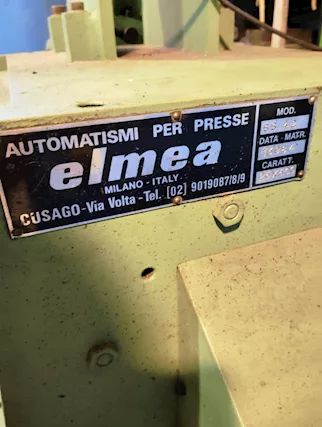 AUTOMATISMI PER PRESSE
elmea
MILANO - ITALY
CUSAGO-Via Volta-Tel. [02] 9019087/8/9
MOD.
DATA - MATR.
CARATT.